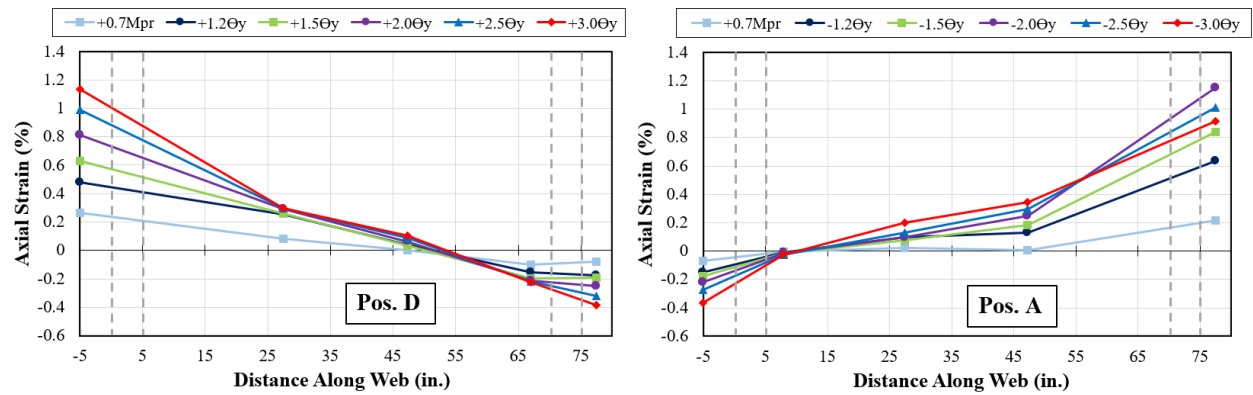 +0.7Mpr +1.2Θy +1.5Θy +2.0Θy +2.5Θy +3.0Θy
1.4
1.2
1
0.8
0.6
0.4
0.2
0
-0.2
-0.4
-0.6
Axial Strain (%)
Pos. D
-5 5 15 25 35 45 55 65 75
Distance Along Web (in.)
+0.7Mpr -1.2Θy -1.5Θy -2.0Θy -2.5Θy -3.0Θy
1.4
1.2
1
0.8
0.6
0.4
0.2
0
-0.2
-0.4
-0.6
Axial Strain (%)
Pos. A
-5 5 15 25 35 45 55 65 75
Distance Along Web (in.)